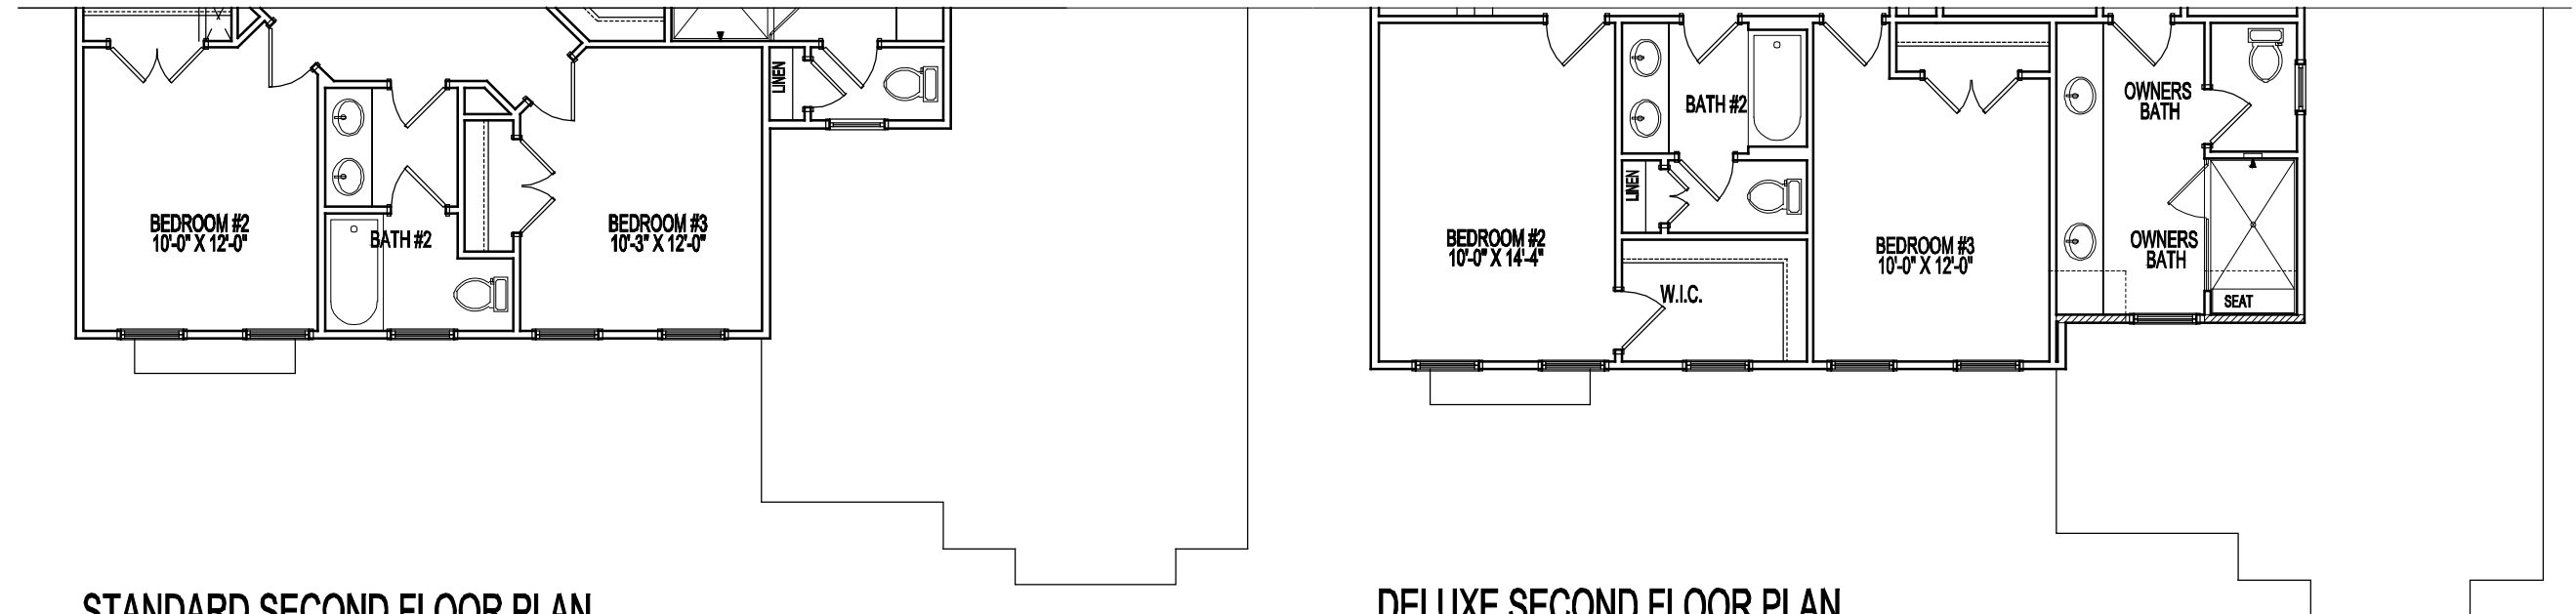 LINEN
BEDROOM #2
10'-0" X 12'-0"
BATH #2
BEDROOM #3
10'-3" X 12'-0"
STANDARD SECOND FLOOR PLAN
BATH #2
OWNERS
BATH
LINEN
BEDROOM #2
10'-0" X 14'-4"
BEDROOM #3
10'-0" X 12'-0"
OWNERS
BATH
W.I.C.
SEAT
DELUXE SECOND FLOOR PLAN